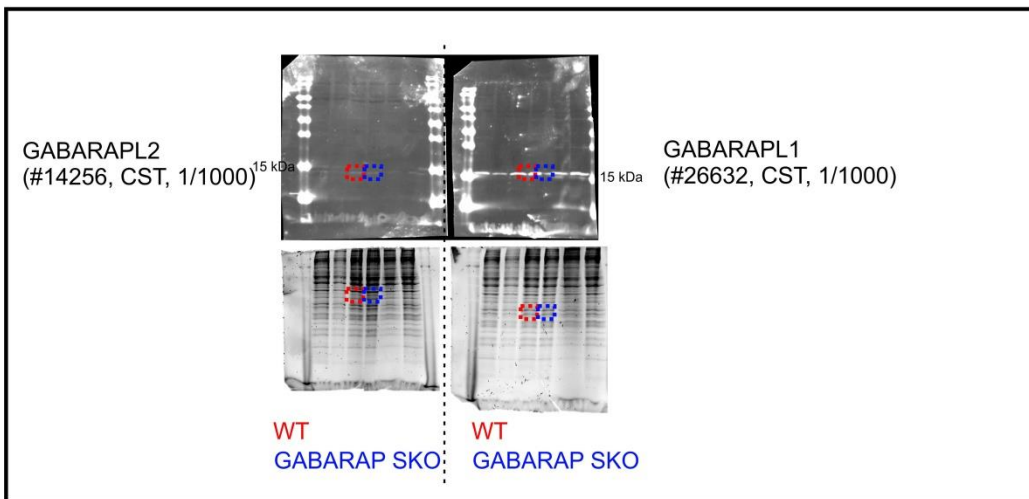 GABARAPL2
(#14256, CST, 1/1000)
15 kDa
15 kDa
GABARAPL1
(#26632, CST, 1/1000)
WT
GABARAP SKO
WT
GABARAP SKO